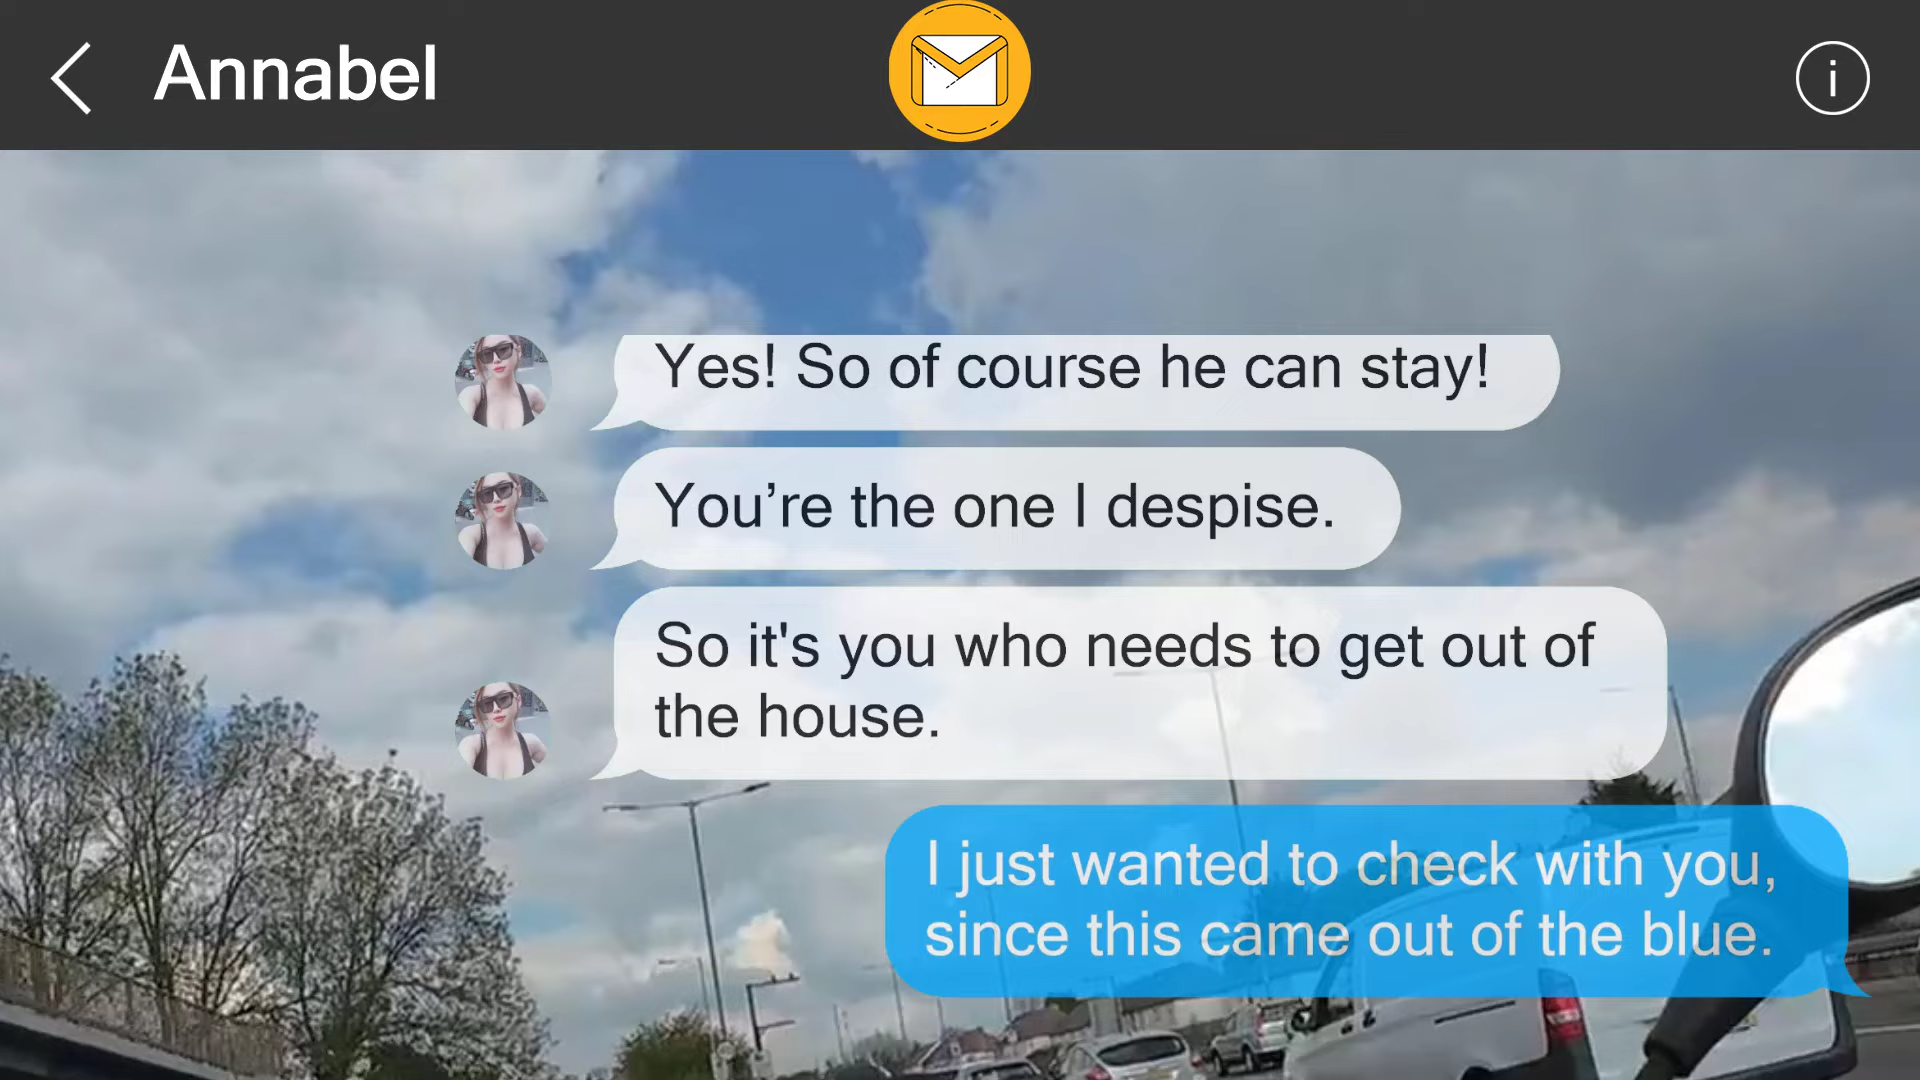 Annabel
i
Yes! So of course he can stay!
You’re the one I despise.
So it's you who needs to get out of
the house.
I just wanted to check with you,
since this came out of the blue.